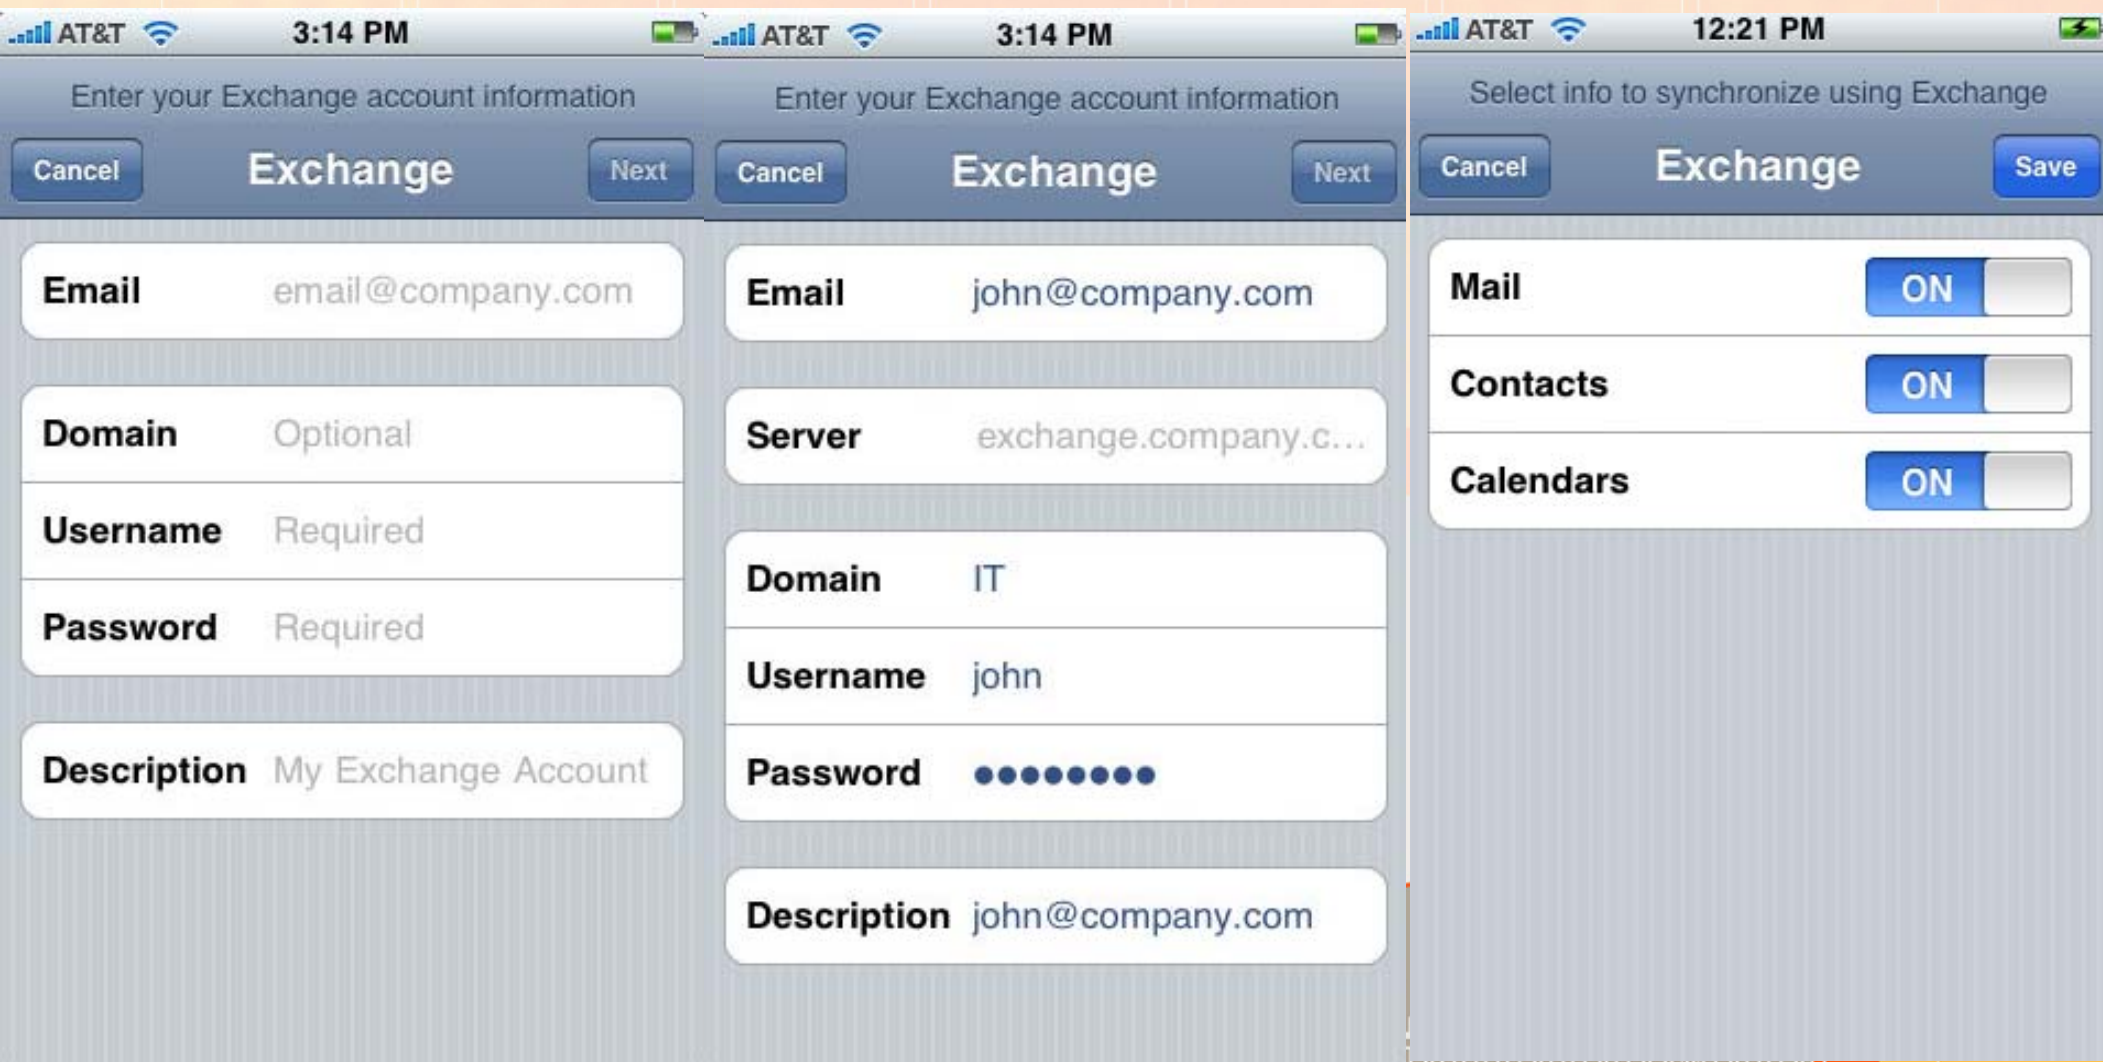 AT&T 3:14 PM
Enter your Exchange account information
Cancel Exchange Next
Email email@company.com
Domain Optional
Username Required
Password Required
Description My Exchange Account
AT&T 3:14 PM
Enter your Exchange account information
Cancel Exchange Next
Email john@company.com
Server exchange.company.c...
Domain IT
Username john
Password ●●●●●●●●
Description john@company.com
AT&T 12:21 PM
Select info to synchronize using Exchange
Cancel Exchange Save
Mail ON
Contacts ON
Calendars ON